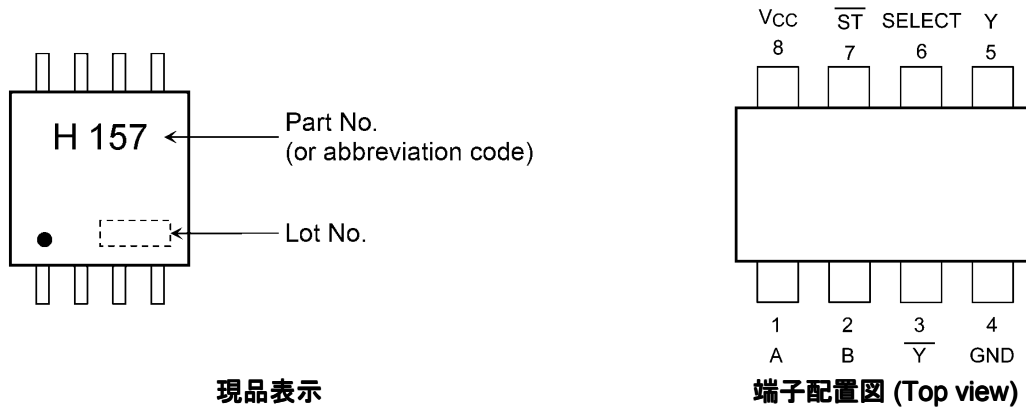 H 157
Part No.
(or abbreviation code)
Lot No.
現品表示
VCC S̅T̅ SELECT Y
8 7 6 5
1 2 3 4
A B Y̅ GND
端子配置図 (Top view)